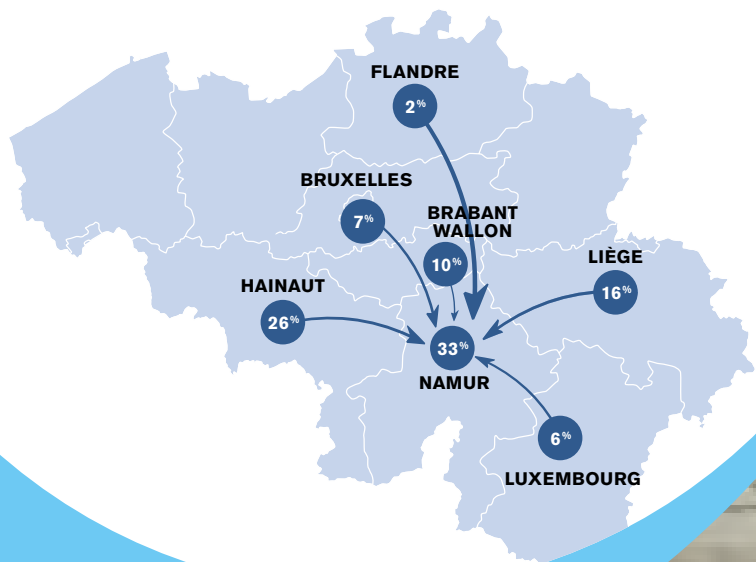 FLANDRE
2%
BRUXELLES
7%
BRABANT
WALLON
10%
LIÈGE
16%
HAINAUT
26%
33%
NAMUR
6%
LUXEMBOURG